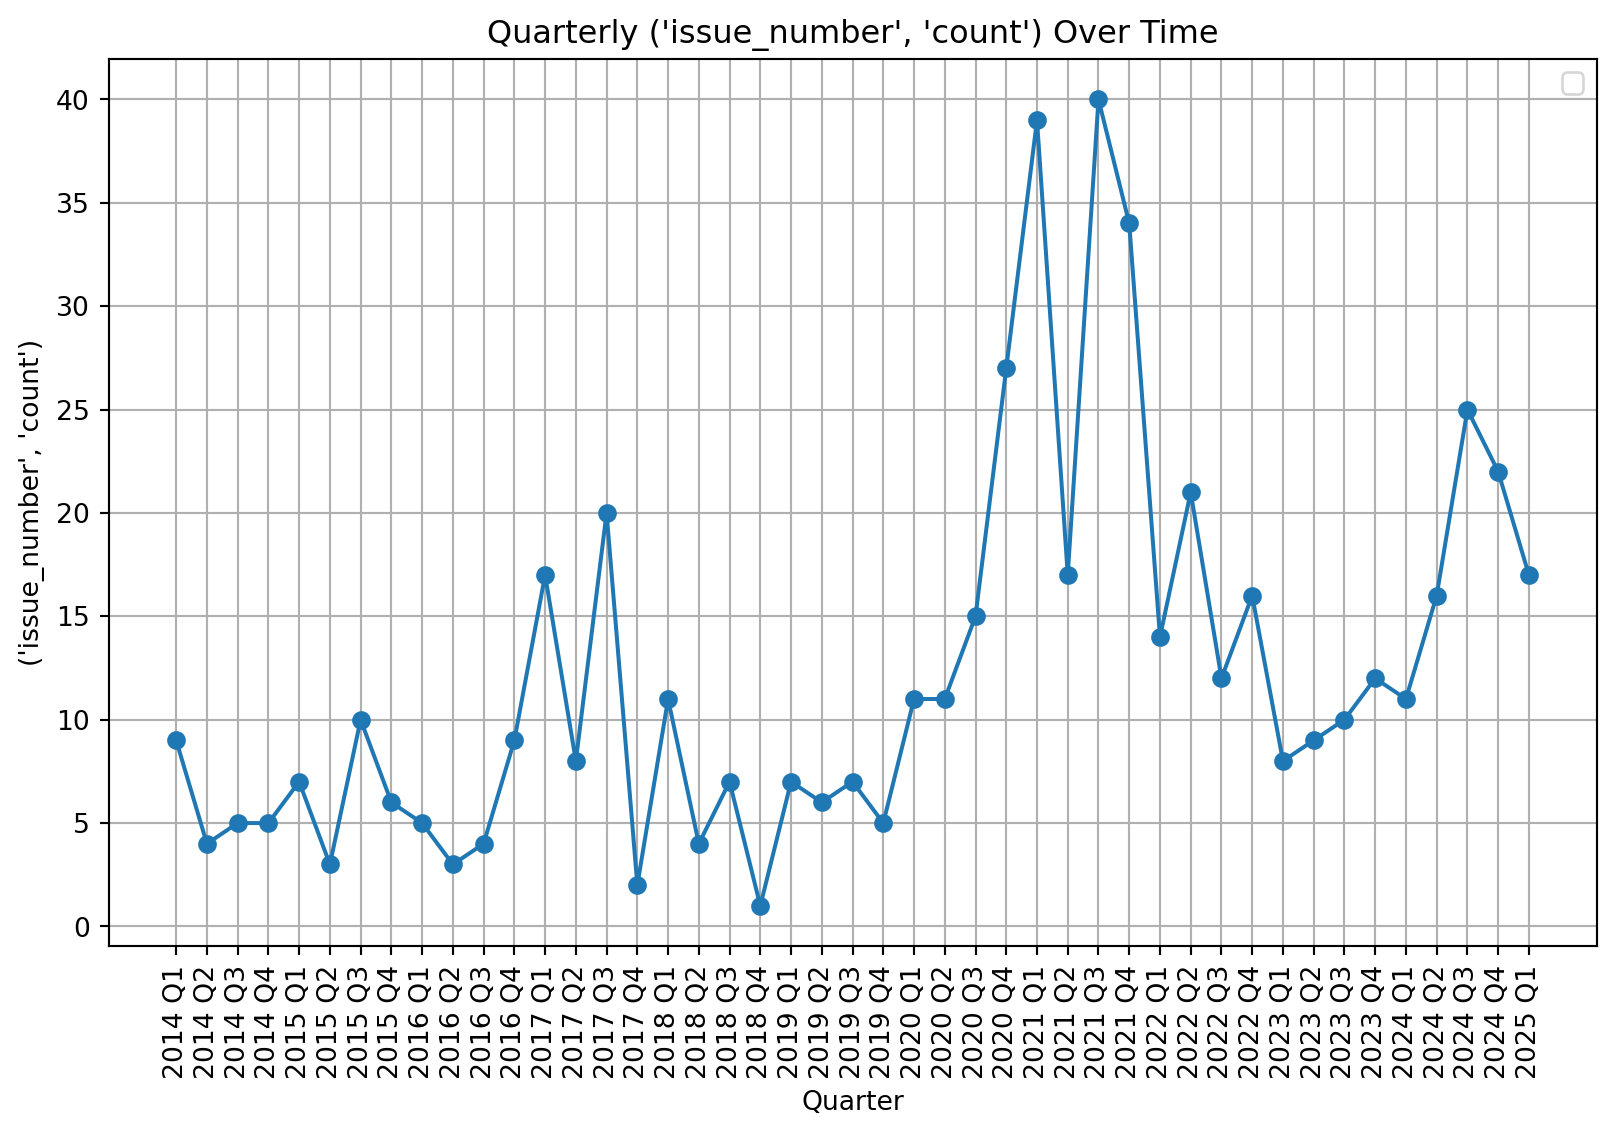 Quarterly ('issue_number', 'count') Over Time
('issue_number', 'count')
40
35
30
25
20
15
10
5
0
2014 Q1
2014 Q2
2014 Q3
2014 Q4
2015 Q1
2015 Q2
2015 Q3
2015 Q4
2016 Q1
2016 Q2
2016 Q3
2016 Q4
2017 Q1
2017 Q2
2017 Q3
2017 Q4
2018 Q1
2018 Q2
2018 Q3
2018 Q4
2019 Q1
2019 Q2
2019 Q3
2019 Q4
2020 Q1
2020 Q2
2020 Q3
2020 Q4
2021 Q1
2021 Q2
2021 Q3
2021 Q4
2022 Q1
2022 Q2
2022 Q3
2022 Q4
2023 Q1
2023 Q2
2023 Q3
2023 Q4
2024 Q1
2024 Q2
2024 Q3
2024 Q4
2025 Q1
Quarter